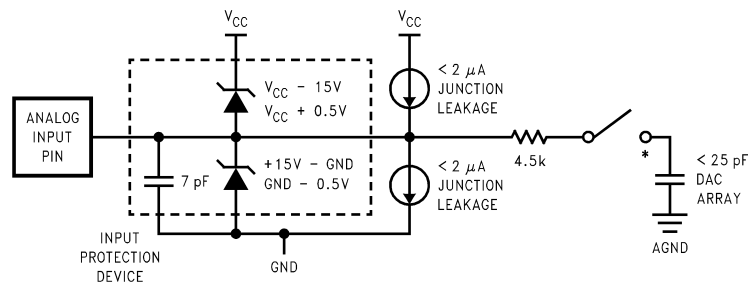 VCC
VCC
ANALOG
INPUT
PIN
VCC − 15V
VCC + 0.5V
< 2 μA
JUNCTION
LEAKAGE
7 pF
+15V − GND
GND − 0.5V
< 2 μA
JUNCTION
LEAKAGE
4.5k
*
< 25 pF
DAC
ARRAY
INPUT
PROTECTION
DEVICE
GND
AGND